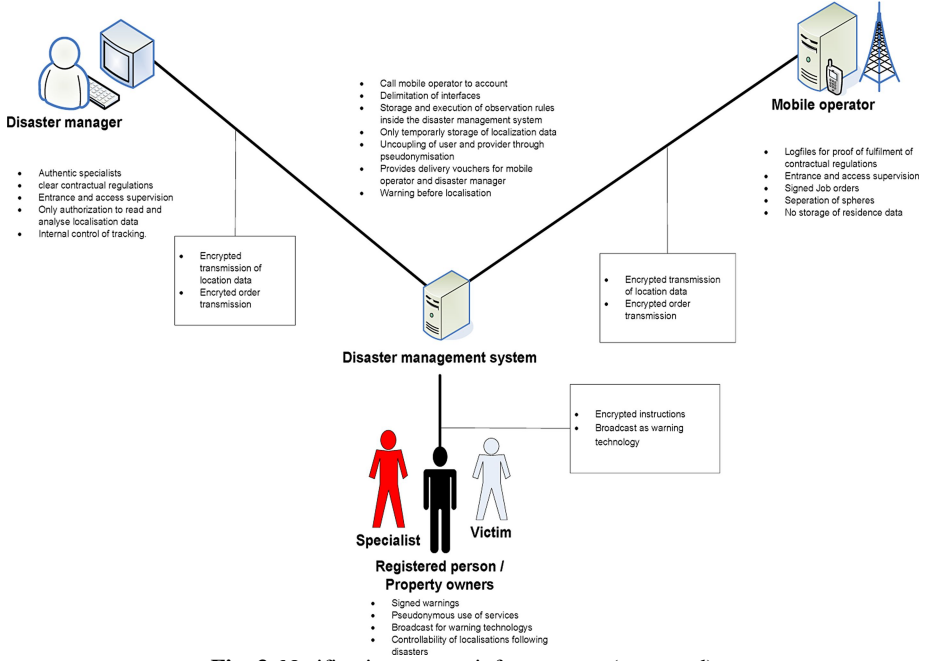 Disaster manager
• Authentic specialists
• clear contractual regulations
• Entrance and access supervision
• Only authorization to read and
analyse localisation data
• Internal control of tracking.
• Call mobile operator to account
• Delimitation of interfaces
• Storage and execution of observation rules
inside the disaster management system
• Only temporarly storage of localization data
• Uncoupling of user and provider through
pseudonymisation
• Provides delivery vouchers for mobile
operator and disaster manager
• Warning before localisation
Mobile operator
• Logfiles for proof of fulfilment of
contractual regulations
• Entrance and access supervision
• Signed Job orders
• Seperation of spheres
• No storage of residence data
• Encrypted
transmission of
location data
• Encryted order
transmission
• Encrypted transmission
of location data
• Encrypted order
transmission
Disaster management system
• Encrypted instructions
• Broadcast as warning
technology
Specialist
Victim
Registered person /
Property owners
• Signed warnings
• Pseudonymous use of services
• Broadcast for warning technologys
• Controllability of localisations following
disasters